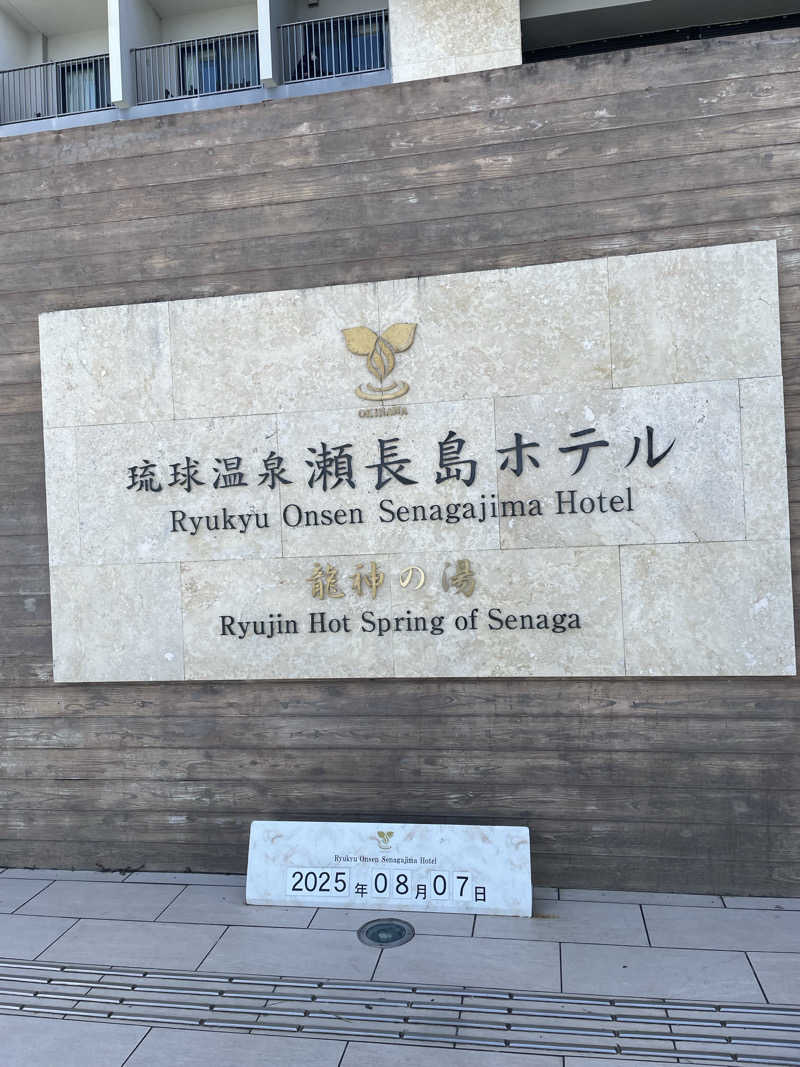 OKINAWA
琉球温泉 瀬長島ホテル
Ryukyu Onsen Senagajima Hotel
龍神の湯
Ryujin Hot Spring of Senaga
Ryukyu Onsen Senagajima Hotel
2025年08月07日